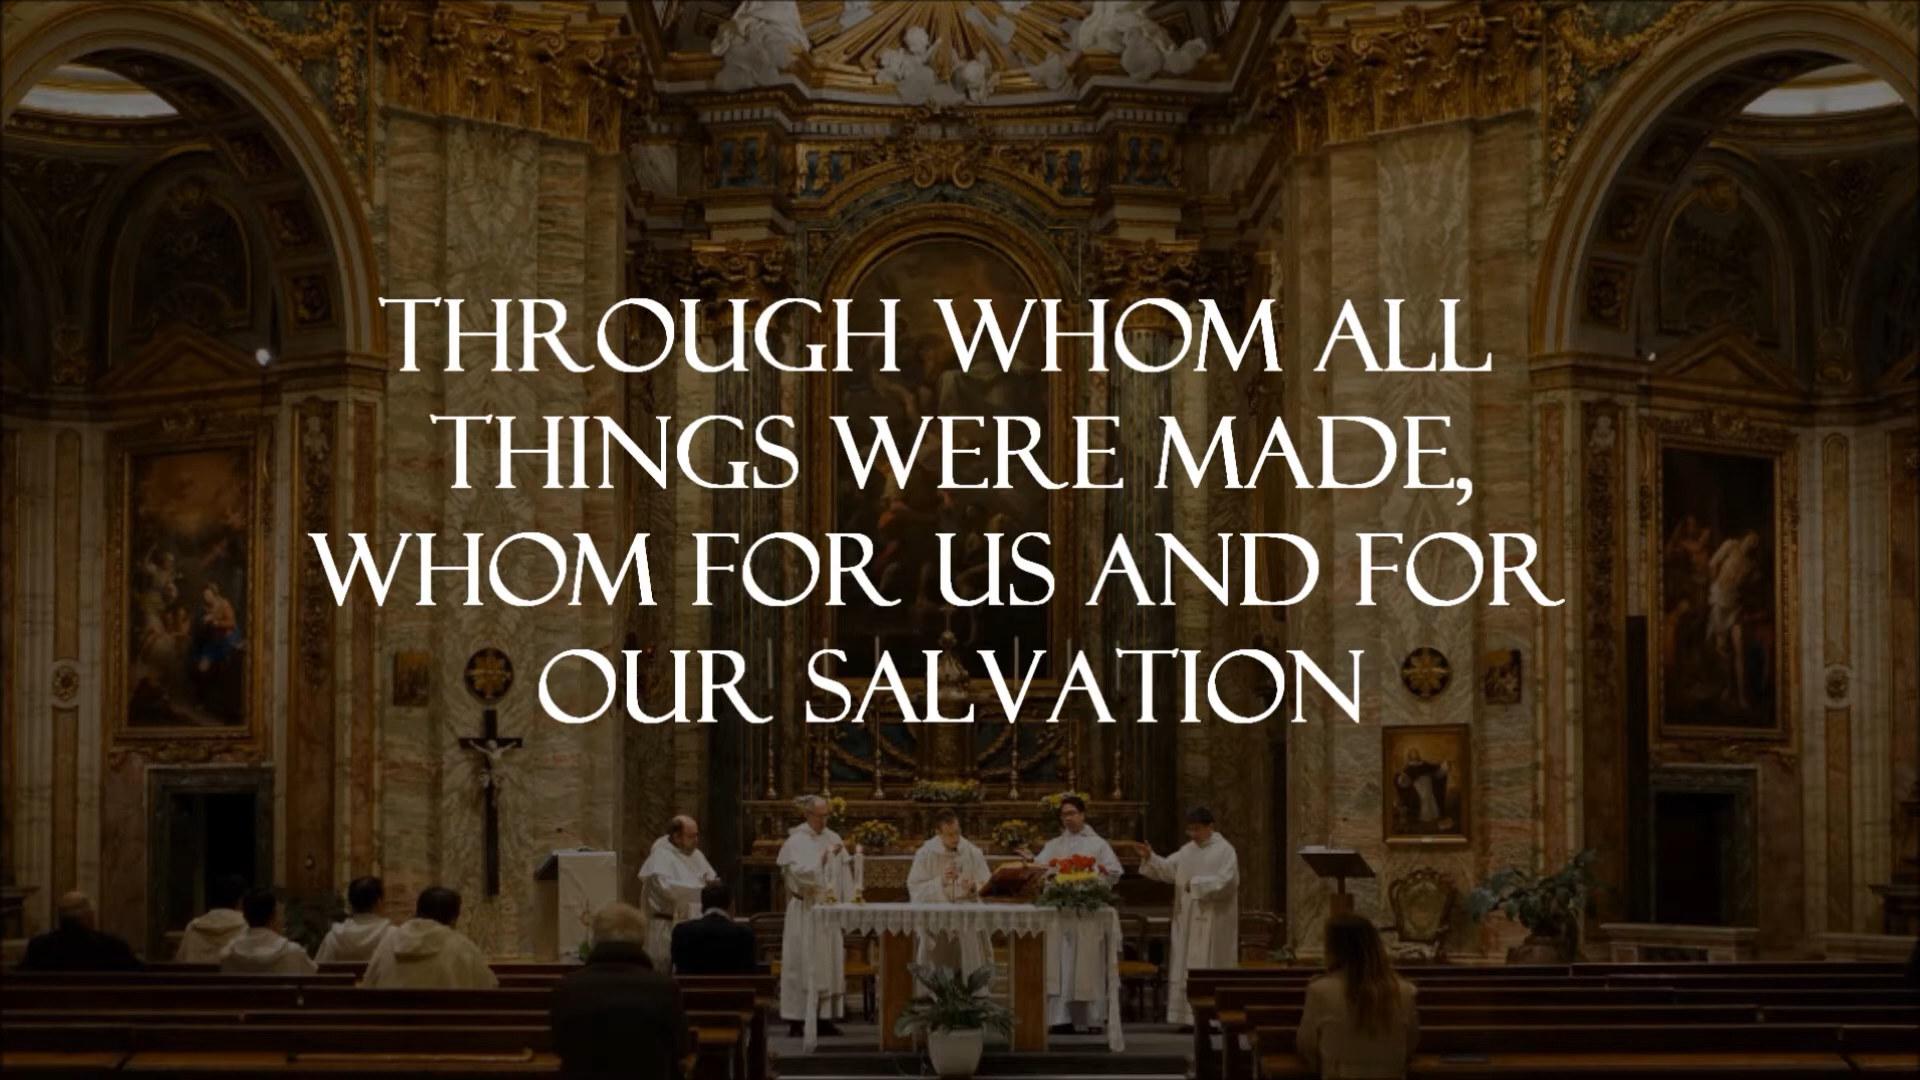 THROUGH WHOM ALL
THINGS WERE MADE,
WHOM FOR US AND FOR
OUR SALVATION